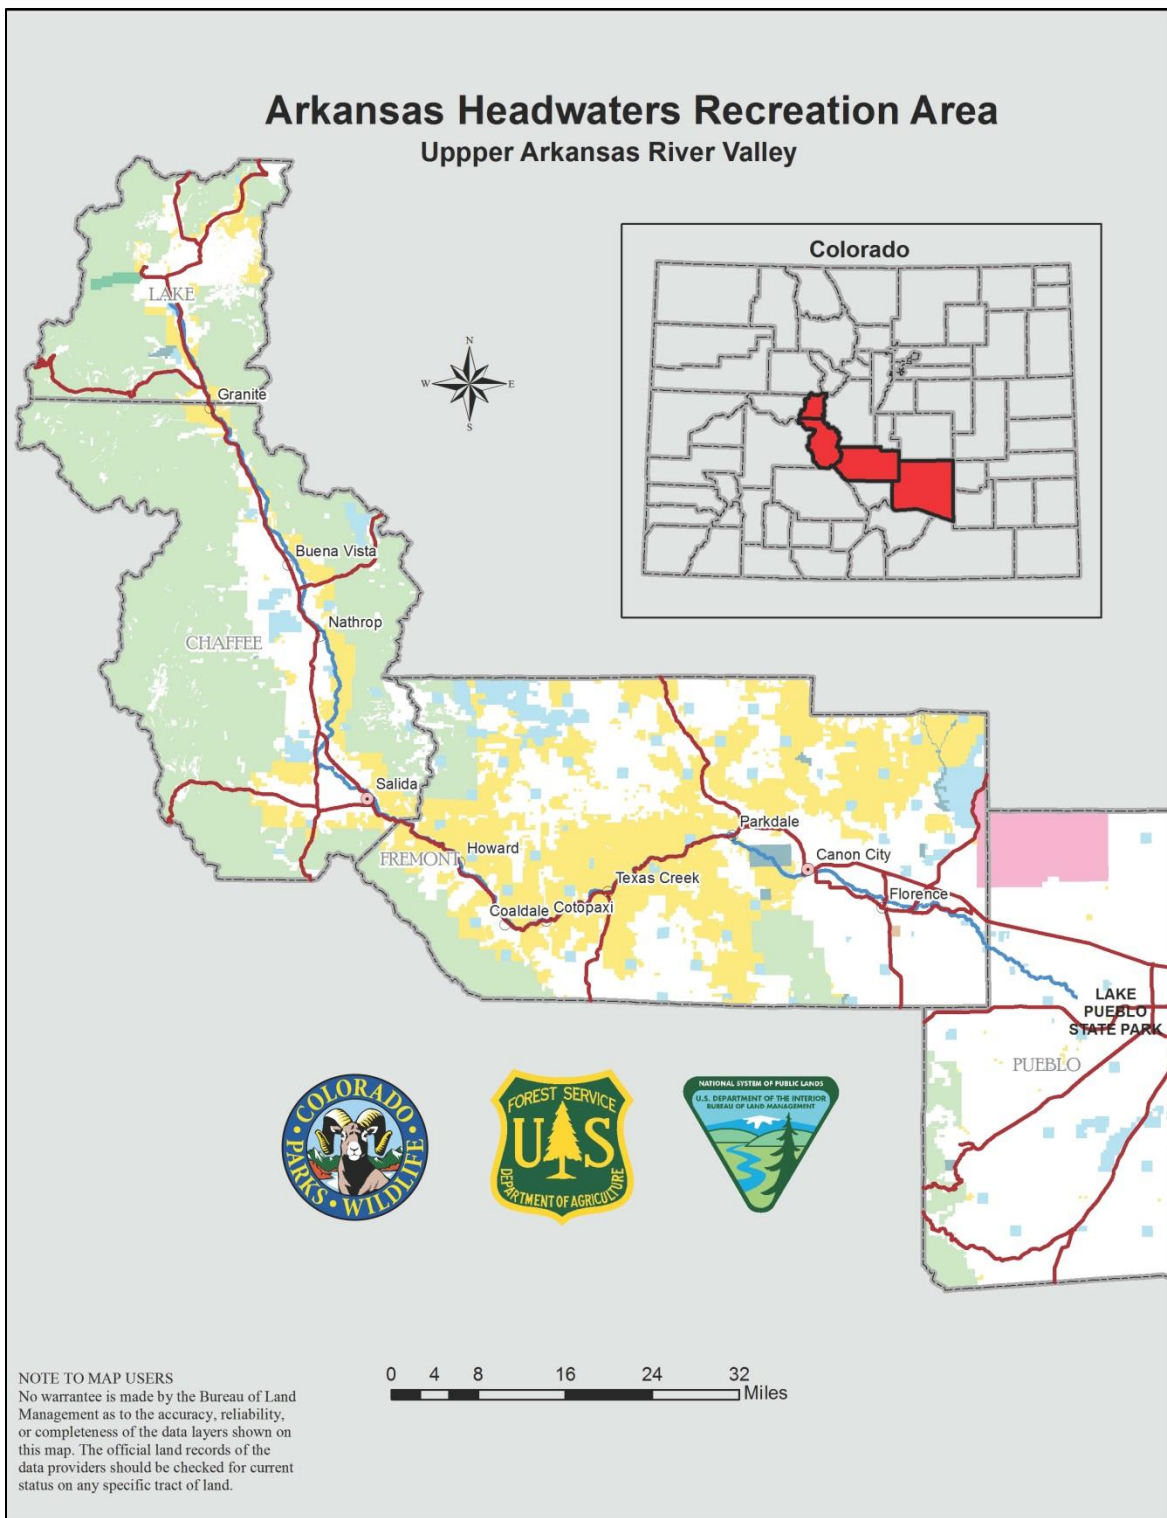 Arkansas Headwaters Recreation Area
Uppper Arkansas River Valley
Colorado
N
W
E
S
LAKE
Granite
Buena Vista
Nathrop
CHAFFEE
Salida
FREMONT
Howard
Coaldale
Cotopaxi
Texas Creek
Parkdale
Canon City
Florence
LAKE
PUEBLO
STATE PARK
PUEBLO
COLORADO
PARKS • WILDLIFE
FOREST SERVICE
U S
DEPARTMENT OF AGRICULTURE
NATIONAL SYSTEM OF PUBLIC LANDS
U.S. DEPARTMENT OF THE INTERIOR
BUREAU OF LAND MANAGEMENT
0 4 8 16 24 32
Miles
NOTE TO MAP USERS
No warrantee is made by the Bureau of Land
Management as to the accuracy, reliability,
or completeness of the data layers shown on
this map. The official land records of the
data providers should be checked for current
status on any specific tract of land.